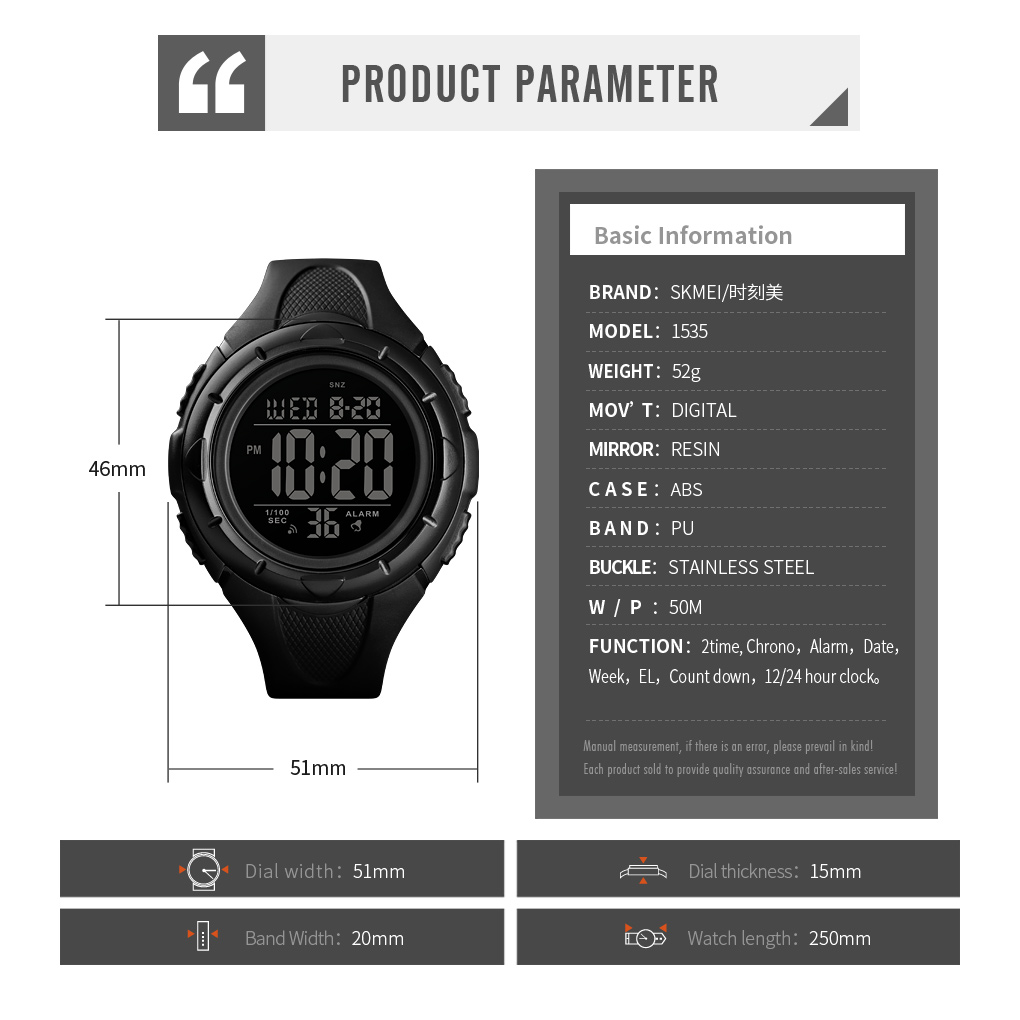 PRODUCT PARAMETER
Basic Information
BRAND：SKMEI/时刻美
MODEL：1535
WEIGHT：52g
MOV’T：DIGITAL
MIRROR：RESIN
CASE：ABS
BAND：PU
BUCKLE：STAINLESS STEEL
W/P：50M
FUNCTION：2time, Chrono，Alarm，Date，
Week，EL，Count down，12/24 hour clock。
Manual measurement, if there is an error, please prevail in kind!
Each product sold to provide quality assurance and after-sales service!
SNZ
WED 8-20
PM 10:20
1/100
SEC
36
ALARM
46mm
51mm
Dial width：51mm
Dial thickness：15mm
Band Width：20mm
Watch length：250mm